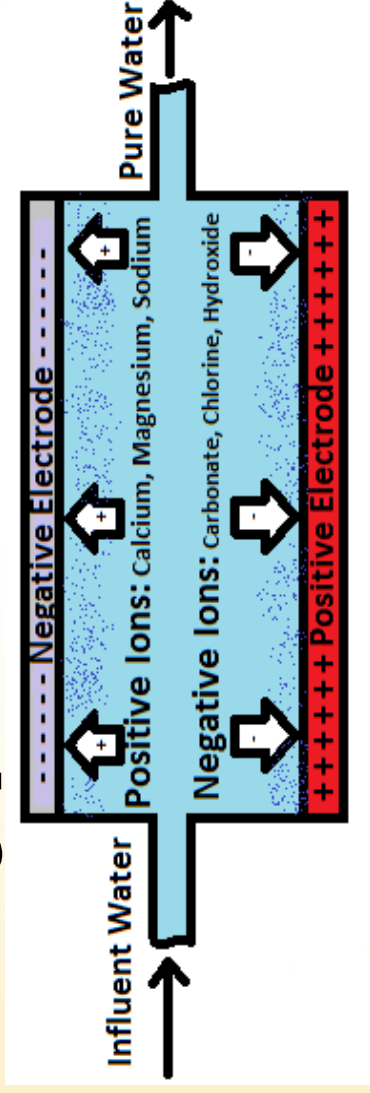 - - - - - - Negative Electrode - - - - - -
Positive Ions: Calcium, Magnesium, Sodium
Influent Water
Pure Water
Negative Ions: Carbonate, Chlorine, Hydroxide
+ + + + + + + Positive Electrode + + + + + + +